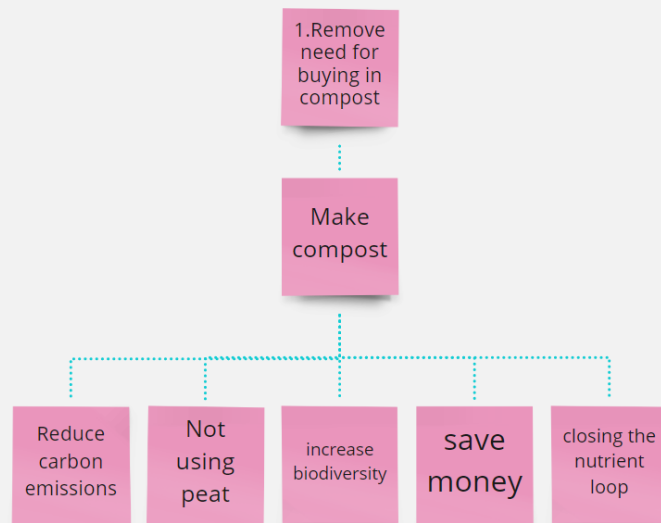 1.Remove
need for
buying in
compost
Make
compost
Reduce
carbon
emissions
Not
using
peat
increase
biodiversity
save
money
closing the
nutrient
loop